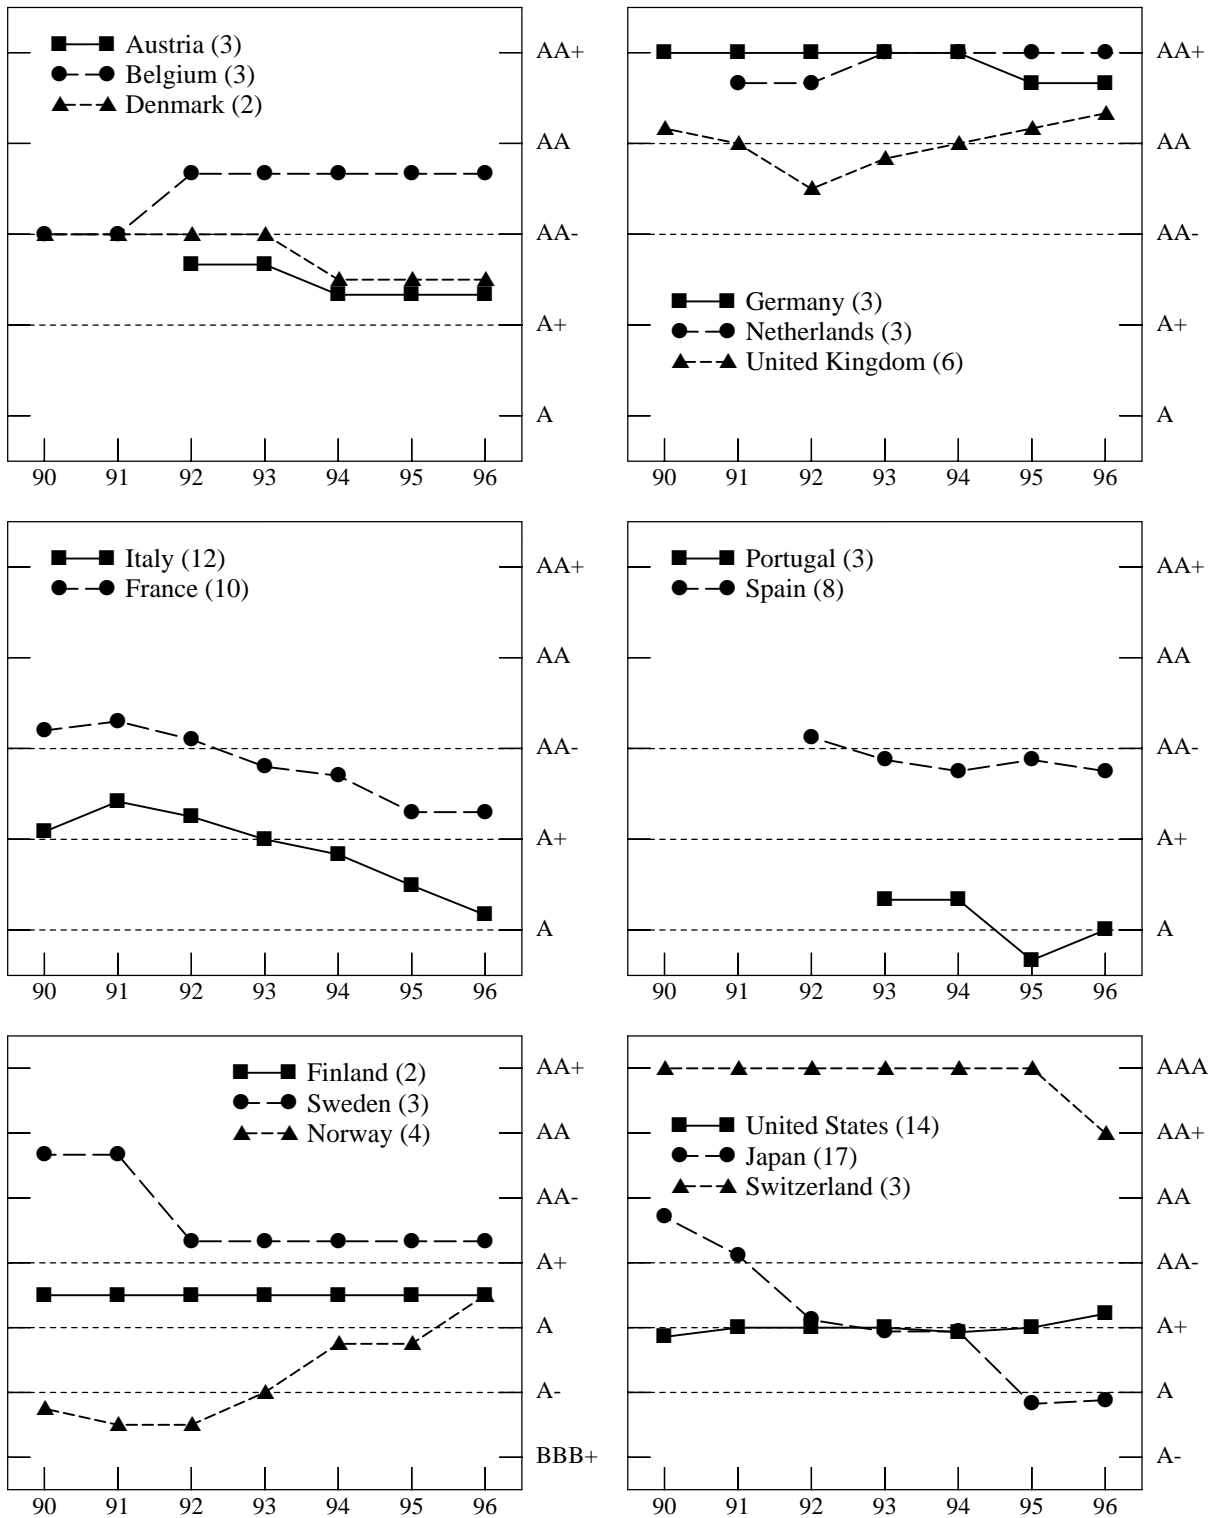 Austria (3)
Belgium (3)
Denmark (2)
AA+
AA
AA-
A+
A
90 91 92 93 94 95 96
Germany (3)
Netherlands (3)
United Kingdom (6)
AA+
AA
AA-
A+
A
90 91 92 93 94 95 96
Italy (12)
France (10)
AA+
AA
AA-
A+
A
90 91 92 93 94 95 96
Portugal (3)
Spain (8)
AA+
AA
AA-
A+
A
90 91 92 93 94 95 96
Finland (2)
Sweden (3)
Norway (4)
AA+
AA
AA-
A+
A
A-
BBB+
90 91 92 93 94 95 96
United States (14)
Japan (17)
Switzerland (3)
AAA
AA+
AA
AA-
A+
A
A-
90 91 92 93 94 95 96